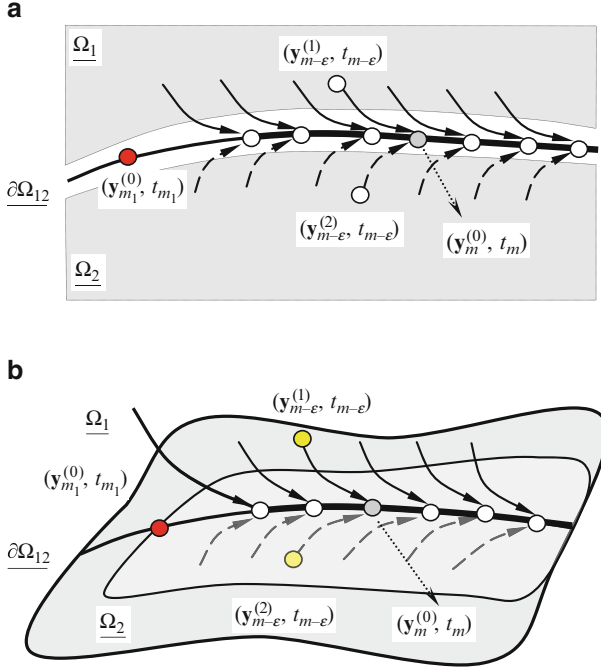 a
Ω₁
(y⁽¹⁾ₘ₋ε, tₘ₋ε)
(y⁽⁰⁾ₘ₁, tₘ₁)
∂Ω₁₂
(y⁽²⁾ₘ₋ε, tₘ₋ε)
(y⁽⁰⁾ₘ, tₘ)
Ω₂
b
(y⁽¹⁾ₘ₋ε, tₘ₋ε)
Ω₁
(y⁽⁰⁾ₘ₁, tₘ₁)
∂Ω₁₂
Ω₂
(y⁽²⁾ₘ₋ε, tₘ₋ε)
(y⁽⁰⁾ₘ, tₘ)